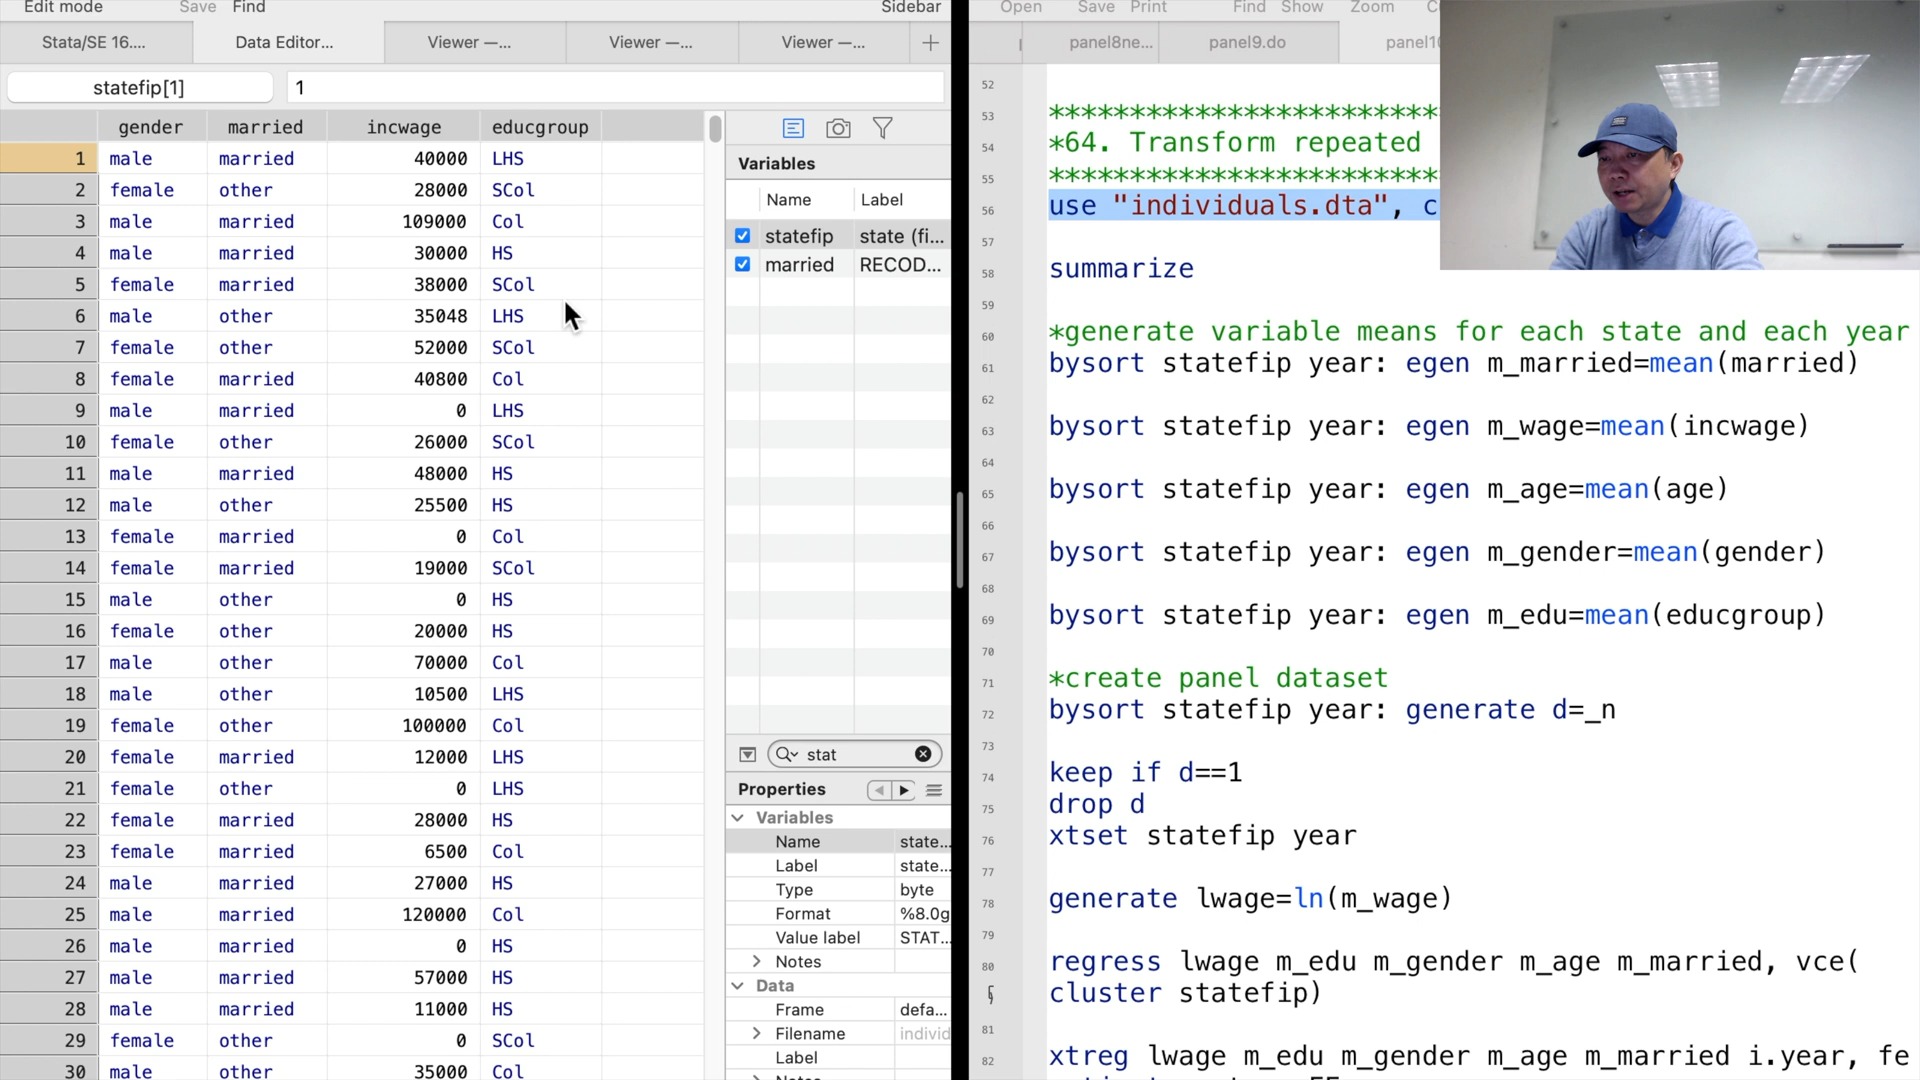 Edit mode Save Find Sidebar
Stata/SE 16.... Data Editor... Viewer —... Viewer —... Viewer —...
statefip[1] 1
gender married incwage educgroup
1 male married 40000 LHS
2 female other 28000 SCol
3 male married 109000 Col
4 male married 30000 HS
5 female married 38000 SCol
6 male other 35048 LHS
7 female other 52000 SCol
8 female married 40800 Col
9 male married 0 LHS
10 female other 26000 SCol
11 male married 48000 HS
12 male other 25500 HS
13 female married 0 Col
14 female married 19000 SCol
15 male other 0 HS
16 female other 20000 HS
17 male other 70000 Col
18 male other 10500 LHS
19 female other 100000 Col
20 female married 12000 LHS
21 female other 0 LHS
22 female married 28000 HS
23 female married 6500 Col
24 male married 27000 HS
25 male married 120000 Col
26 male married 0 HS
27 male married 57000 HS
28 male married 11000 HS
29 female other 0 SCol
30 male other 35000 Col
Variables
Name Label
statefip state (fi...
married RECOD...
stat
Properties
Variables
Name state...
Label state...
Type byte
Format %8.0g
Value label STAT...
Notes
Data
Frame defa...
Filename individ
Label
Open Save Print Find Show Zoom
panel8ne... panel9.do panel10
52
53 *************************
54 *64. Transform repeated
55 *************************
56 use "individuals.dta", c
57
58 summarize
59
60 *generate variable means for each state and each year
61 bysort statefip year: egen m_married=mean(married)
62
63 bysort statefip year: egen m_wage=mean(incwage)
64
65 bysort statefip year: egen m_age=mean(age)
66
67 bysort statefip year: egen m_gender=mean(gender)
68
69 bysort statefip year: egen m_edu=mean(educgroup)
70
71 *create panel dataset
72 bysort statefip year: generate d=_n
73
74 keep if d==1
75 drop d
76 xtset statefip year
77
78 generate lwage=ln(m_wage)
79
80 regress lwage m_edu m_gender m_age m_married, vce(
cluster statefip)
81
82 xtreg lwage m_edu m_gender m_age m_married i.year, fe